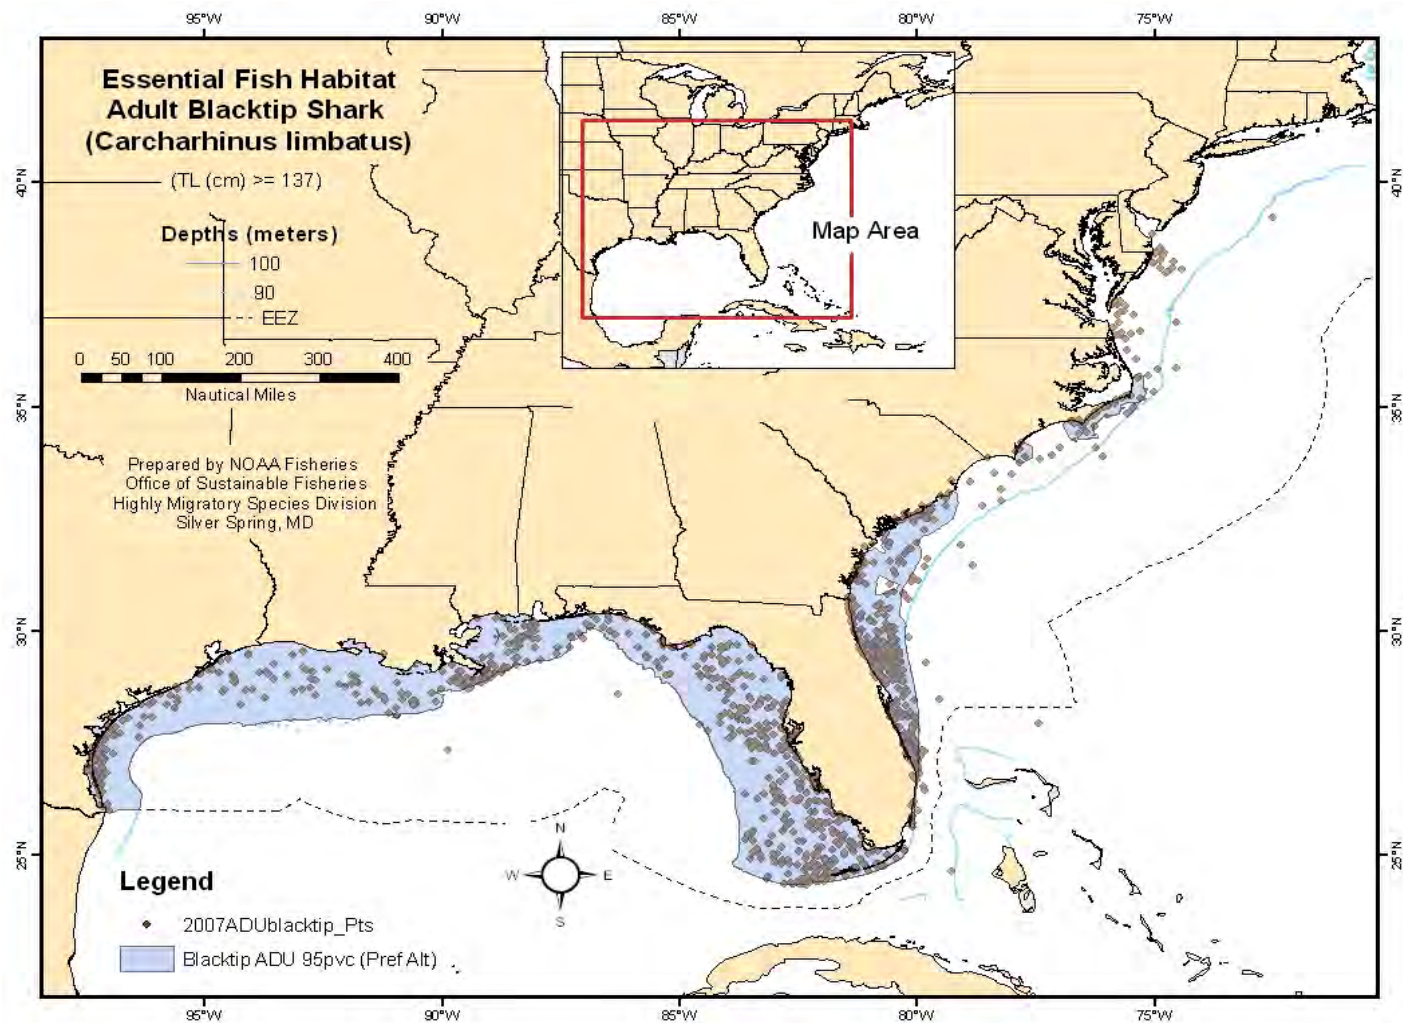 95°W 90°W 85°W 80°W 75°W
Essential Fish Habitat
Adult Blacktip Shark
(Carcharhinus limbatus)
(TL (cm) >= 137)
Depths (meters)
100
90
EEZ
0 50 100 200 300 400
Nautical Miles
Prepared by NOAA Fisheries
Office of Sustainable Fisheries
Highly Migratory Species Division
Silver Spring, MD
Map Area
40°N
40°N
35°N
35°N
30°N
30°N
25°N
25°N
N
W E
S
Legend
2007ADUblacktip_Pts
Blacktip ADU 95pvc (Pref Alt)
95°W 90°W 85°W 80°W 75°W